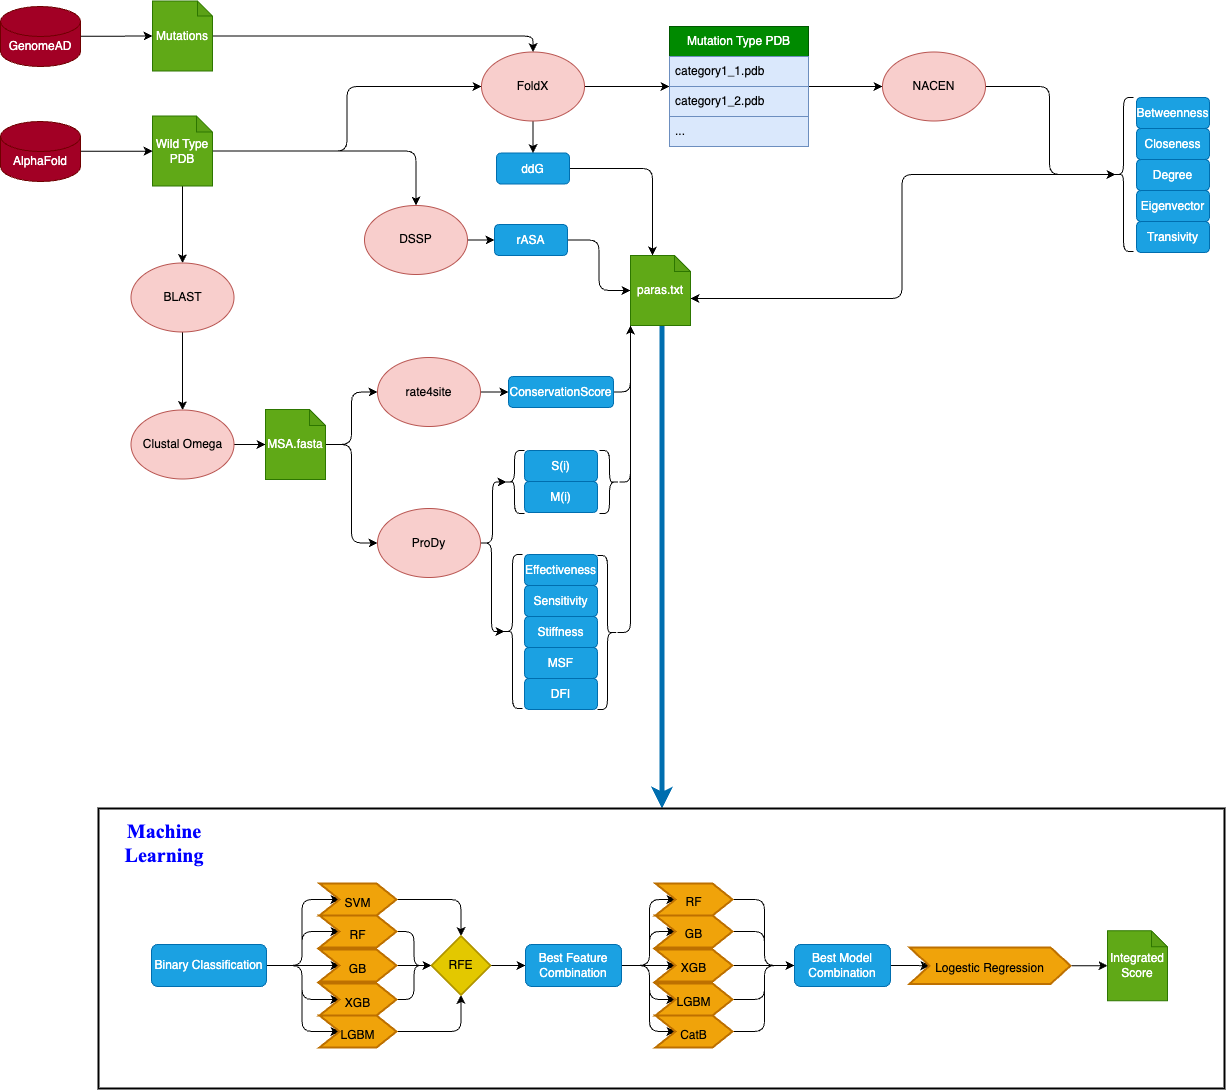 GenomeAD
Mutations
FoldX
Mutation Type PDB
category1_1.pdb
category1_2.pdb
...
NACEN
Betweenness
Closeness
Degree
Eigenvector
Transivity
AlphaFold
Wild Type
PDB
ddG
DSSP
rASA
paras.txt
BLAST
rate4site
ConservationScore
Clustal Omega
MSA.fasta
S(i)
M(i)
ProDy
Effectiveness
Sensitivity
Stiffness
MSF
DFI
Machine
Learning
Binary Classification
SVM
RF
GB
XGB
LGBM
RFE
Best Feature
Combination
RF
GB
XGB
LGBM
CatB
Best Model
Combination
Logestic Regression
Integrated
Score